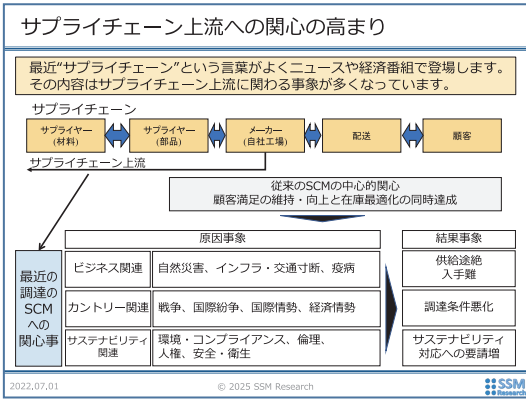 サプライチェーン上流への関心の高まり
最近“サプライチェーン”という言葉がよくニュースや経済番組で登場します。
その内容はサプライチェーン上流に関わる事象が多くなっています。
サプライチェーン
サプライヤー
(材料)
サプライヤー
(部品)
メーカー
(自社工場)
配送
顧客
サプライチェーン上流
従来のSCMの中心的関心
顧客満足の維持・向上と在庫最適化の同時達成
最近の
調達の
SCM
への
関心事
原因事象
結果事象
ビジネス関連
自然災害、インフラ・交通寸断、疫病
供給途絶
入手難
カントリー関連
戦争、国際紛争、国際情勢、経済情勢
調達条件悪化
サステナビリティ
関連
環境・コンプライアンス、倫理、
人権、安全・衛生
サステナビリティ
対応への要請増
2022,07,01
© 2025 SSM Research
SSM
Research